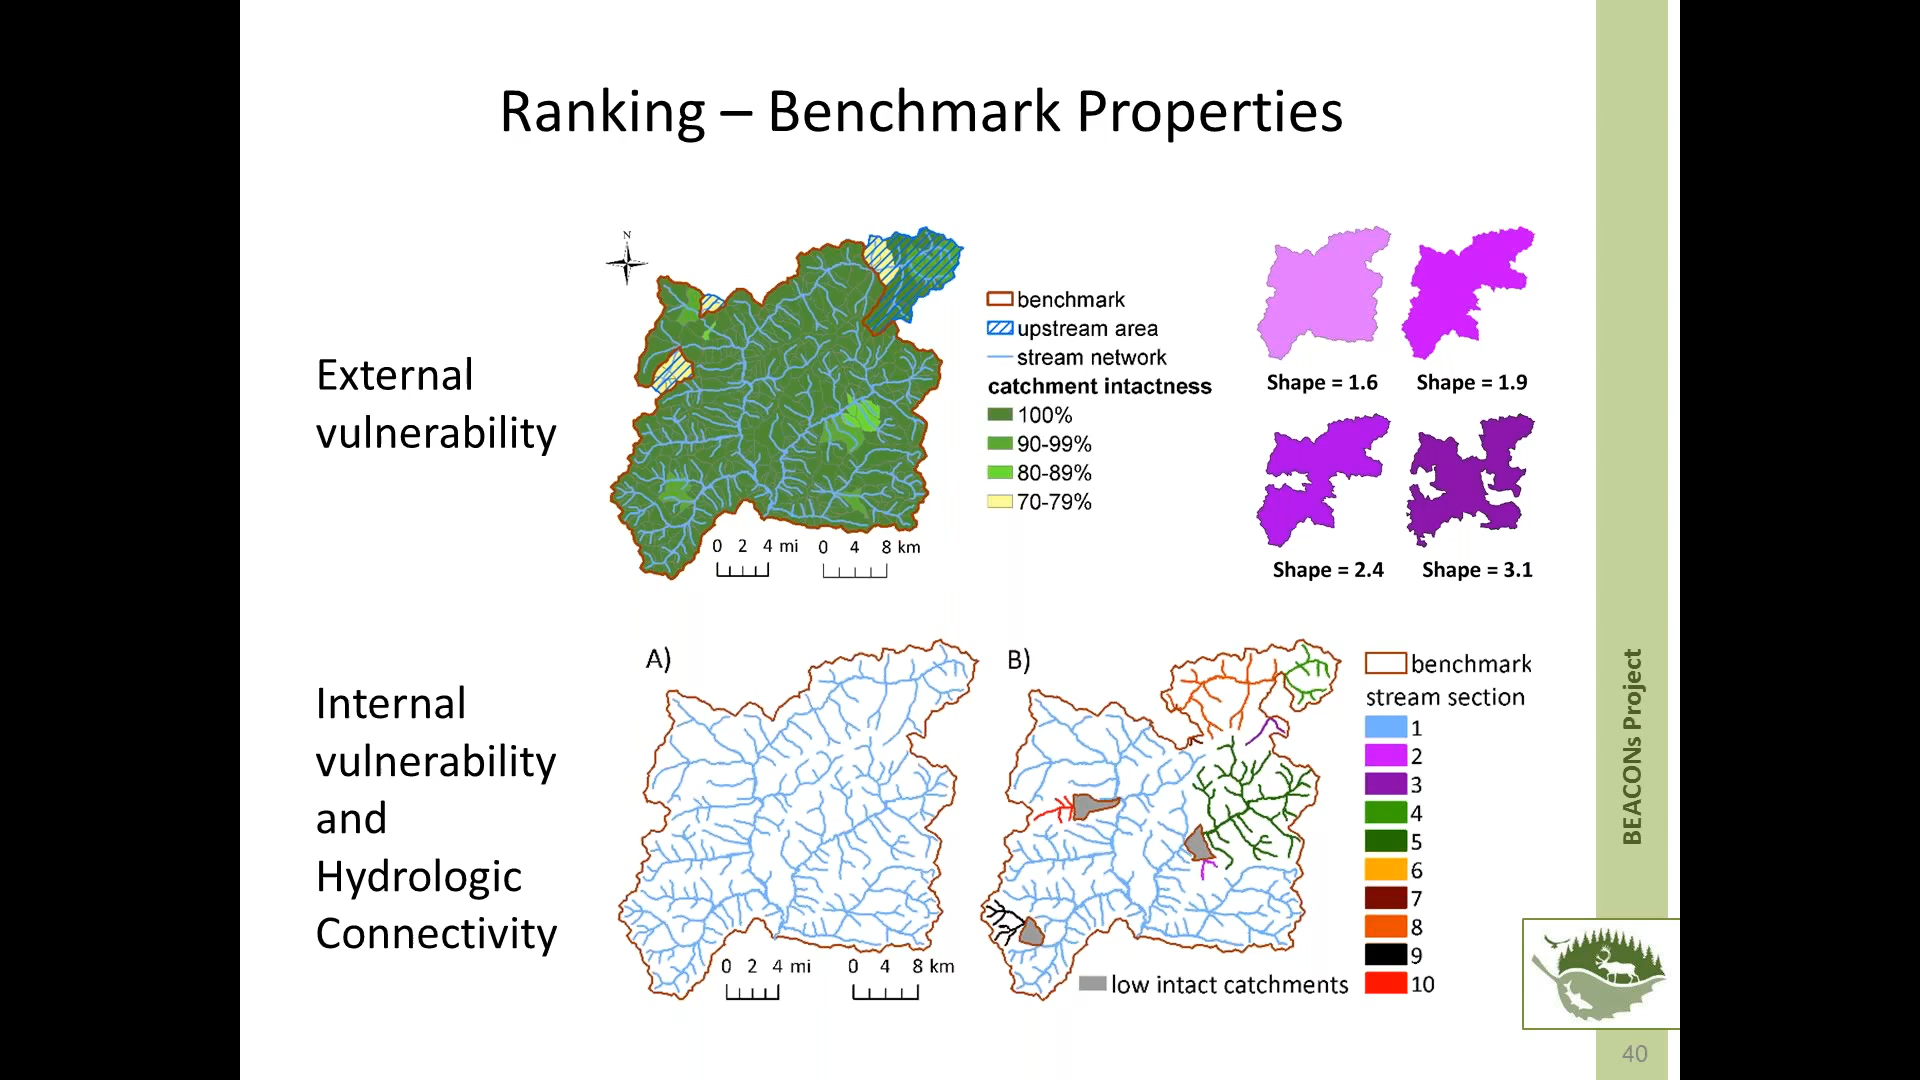 Ranking – Benchmark Properties
External
vulnerability
N
0 2 4 mi 0 4 8 km
benchmark
upstream area
stream network
catchment intactness
100%
90-99%
80-89%
70-79%
Shape = 1.6
Shape = 1.9
Shape = 2.4
Shape = 3.1
Internal
vulnerability
and
Hydrologic
Connectivity
A)
0 2 4 mi 0 4 8 km
B)
low intact catchments
benchmark
stream section
1
2
3
4
5
6
7
8
9
10
BEACONs Project
40